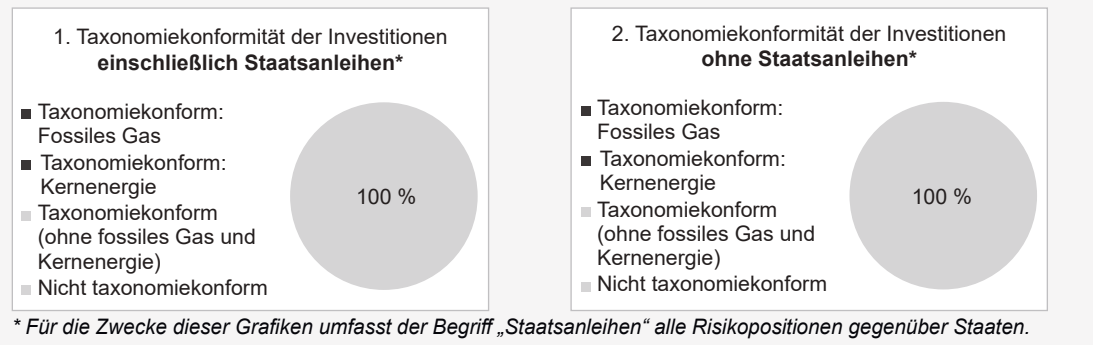 1. Taxonomiekonformität der Investitionen
einschließlich Staatsanleihen*
Taxonomiekonform:
Fossiles Gas
Taxonomiekonform:
Kernenergie
Taxonomiekonform
(ohne fossiles Gas und
Kernenergie)
Nicht taxonomiekonform
100 %
2. Taxonomiekonformität der Investitionen
ohne Staatsanleihen*
Taxonomiekonform:
Fossiles Gas
Taxonomiekonform:
Kernenergie
Taxonomiekonform
(ohne fossiles Gas und
Kernenergie)
Nicht taxonomiekonform
100 %
* Für die Zwecke dieser Grafiken umfasst der Begriff „Staatsanleihen“ alle Risikopositionen gegenüber Staaten.